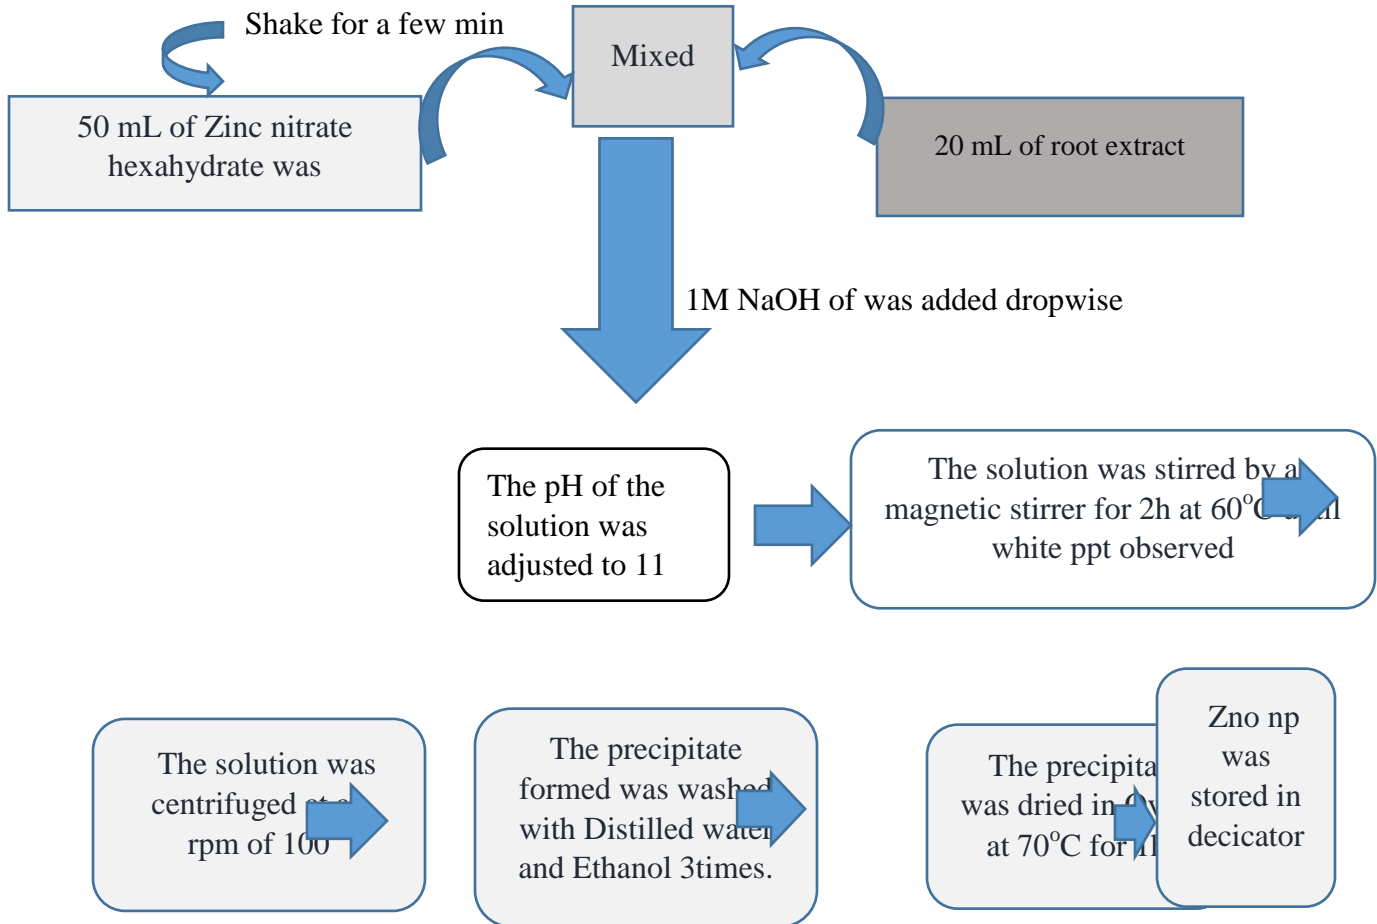 Shake for a few min
Mixed
50 mL of Zinc nitrate
hexahydrate was
20 mL of root extract
1M NaOH of was added dropwise
The pH of the
solution was
adjusted to 11
The solution was stirred by a
magnetic stirrer for 2h at 60°C
white ppt observed
The solution was
centrifuged
rpm of 100
The precipitate
formed was washed
with Distilled water
and Ethanol 3times.
The
was dried in
at 70°C for
Zno np
was
stored in
decicator